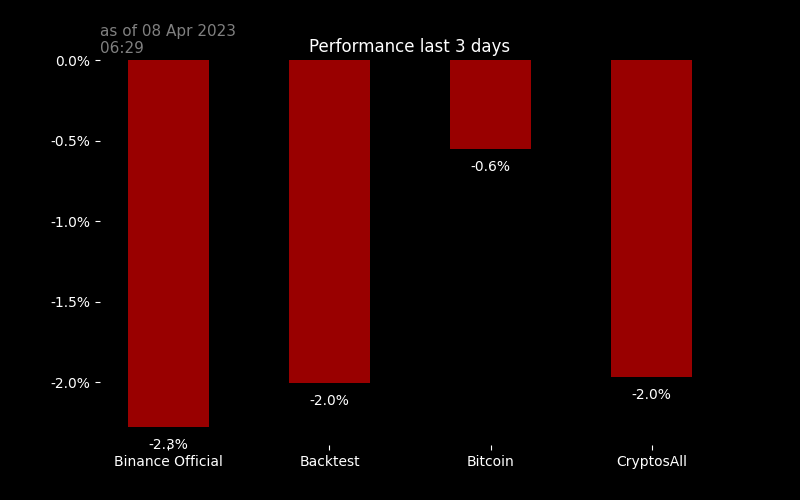 as of 08 Apr 2023
06:29
Performance last 3 days
0.0%
-0.5%
-1.0%
-1.5%
-2.0%
-2.3%
-2.0%
-0.6%
-2.0%
Binance Official
Backtest
Bitcoin
CryptosAll